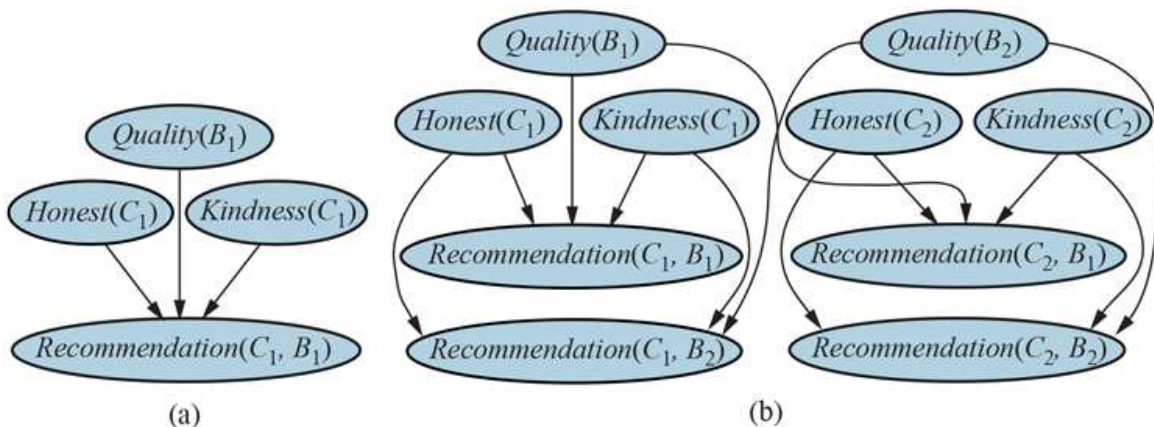 Quality(B₁)
Honest(C₁) Kindness(C₁)
Recommendation(C₁, B₁)
(a)
Quality(B₁) Quality(B₂)
Honest(C₁) Kindness(C₁) Honest(C₂) Kindness(C₂)
Recommendation(C₁, B₁) Recommendation(C₂, B₁)
Recommendation(C₁, B₂) Recommendation(C₂, B₂)
(b)